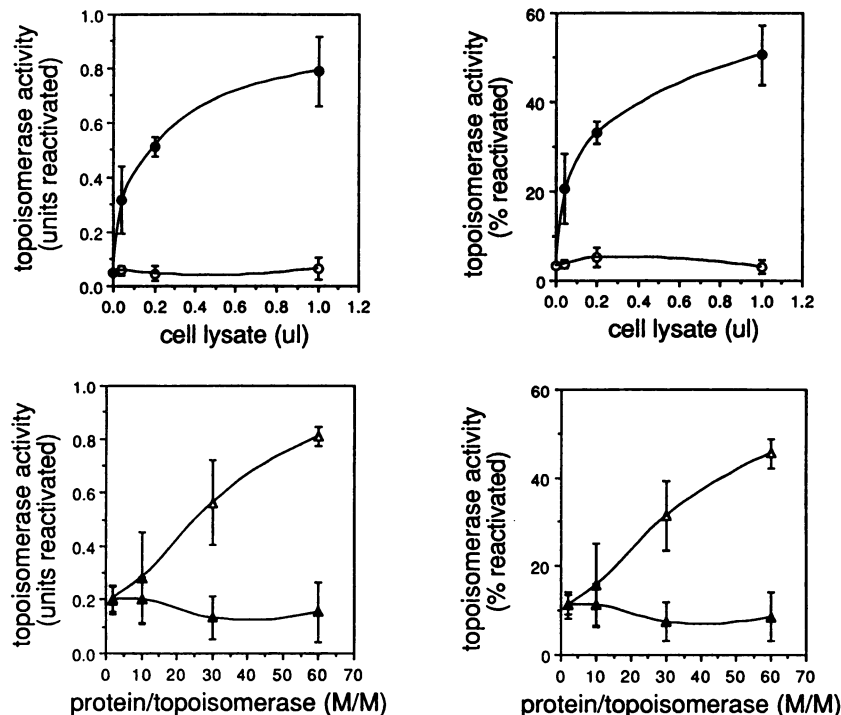 topoisomerase activity
(units reactivated)
1.0
0.8
0.6
0.4
0.2
0.0
0.0 0.2 0.4 0.6 0.8 1.0 1.2
cell lysate (ul)
topoisomerase activity
(% reactivated)
60
40
20
0
0.0 0.2 0.4 0.6 0.8 1.0 1.2
cell lysate (ul)
topoisomerase activity
(units reactivated)
1.0
0.8
0.6
0.4
0.2
0.0
0 10 20 30 40 50 60 70
protein/topoisomerase (M/M)
topoisomerase activity
(% reactivated)
60
40
20
0
0 10 20 30 40 50 60 70
protein/topoisomerase (M/M)